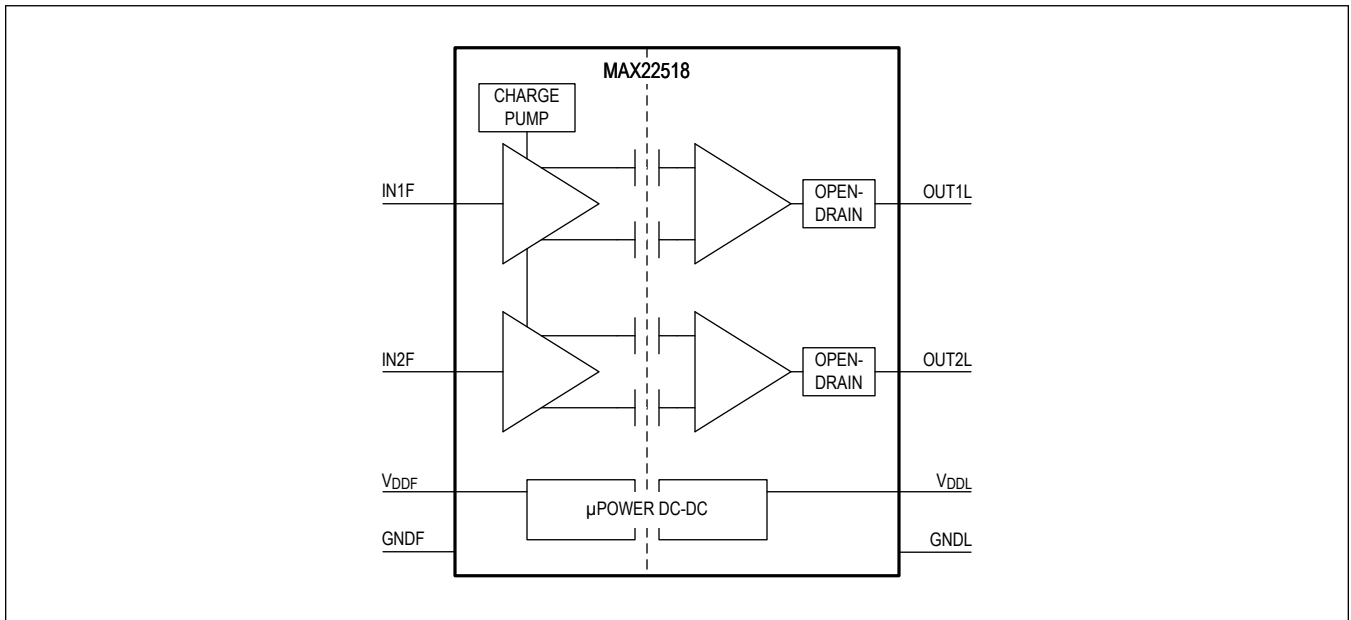 MAX22518
CHARGE
PUMP
IN1F
OPEN-
DRAIN
OUT1L
IN2F
OPEN-
DRAIN
OUT2L
VDDF
µPOWER DC-DC
VDDL
GNDF
GNDL